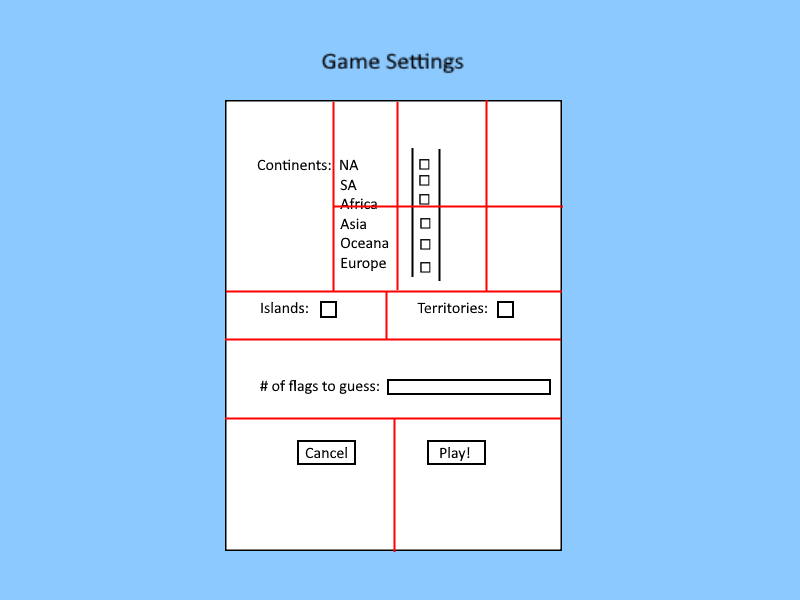 Game Settings
Continents: NA
SA
Africa
Asia
Oceana
Europe
Islands: Territories:
# of flags to guess:
Cancel Play!